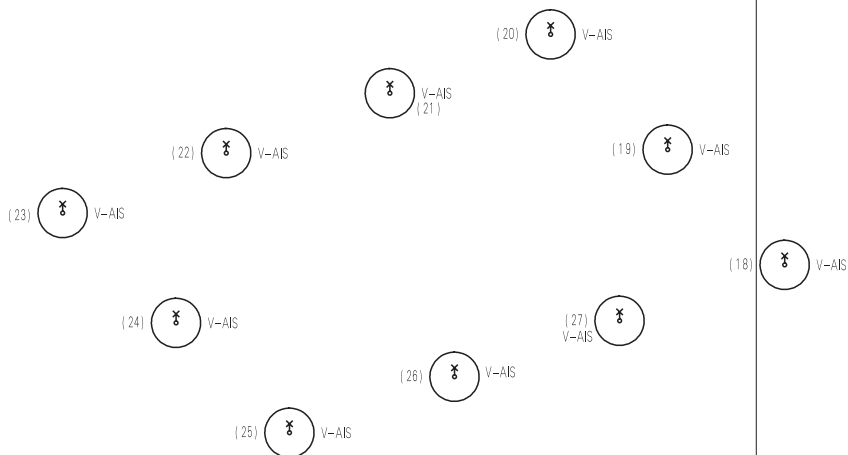 (20) V-AIS
V-AIS
(21)
(22) V-AIS
(19) V-AIS
(23) V-AIS
(18) V-AIS
(24) V-AIS
(27)
V-AIS
(26) V-AIS
(25) V-AIS